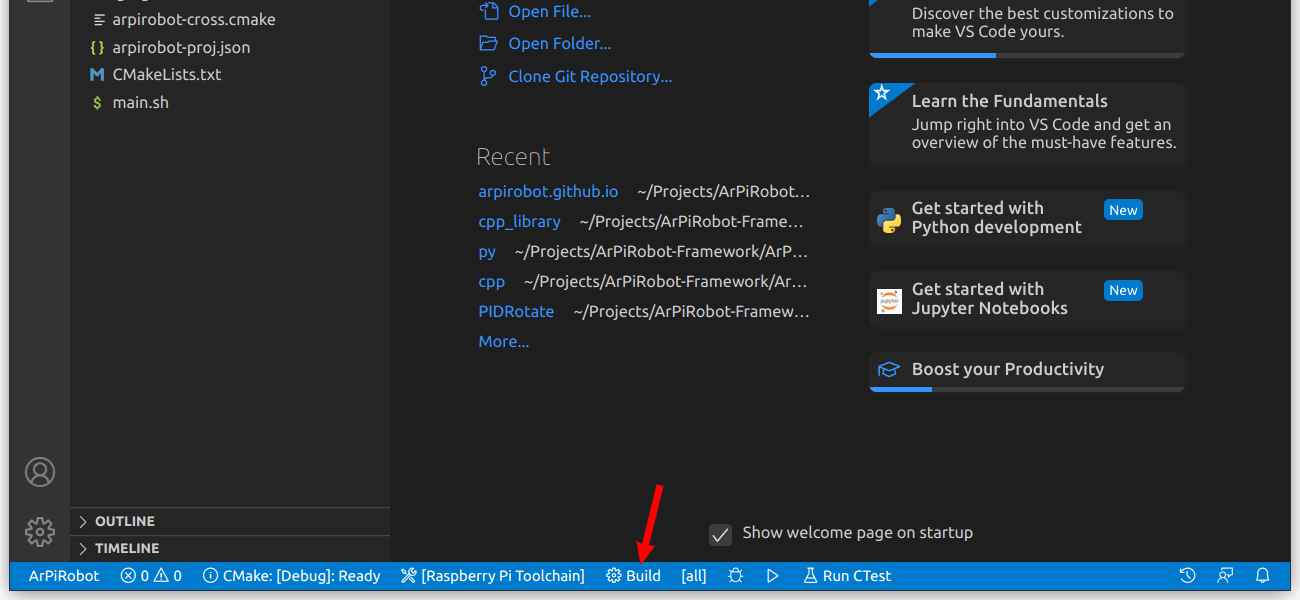 arpirobot-cross.cmake
{} arpirobot-proj.json
M CMakeLists.txt
$ main.sh
OUTLINE
TIMELINE
Open File...
Open Folder...
Clone Git Repository...
Recent
arpirobot.github.io ~/Projects/ArPiRobot...
cpp_library ~/Projects/ArPiRobot-Frame...
py ~/Projects/ArPiRobot-Framework/ArP...
cpp ~/Projects/ArPiRobot-Framework/Ar...
PIDRotate ~/Projects/ArPiRobot-Framew...
More...
Discover the best customizations to
make VS Code yours.
Learn the Fundamentals
Jump right into VS Code and get an
overview of the must-have features.
Get started with
Python development
New
Get started with
Jupyter Notebooks
New
jupyter
Boost your Productivity
Show welcome page on startup
ArPiRobot 0 0 CMake: [Debug]: Ready [Raspberry Pi Toolchain] Build [all] Run CTest